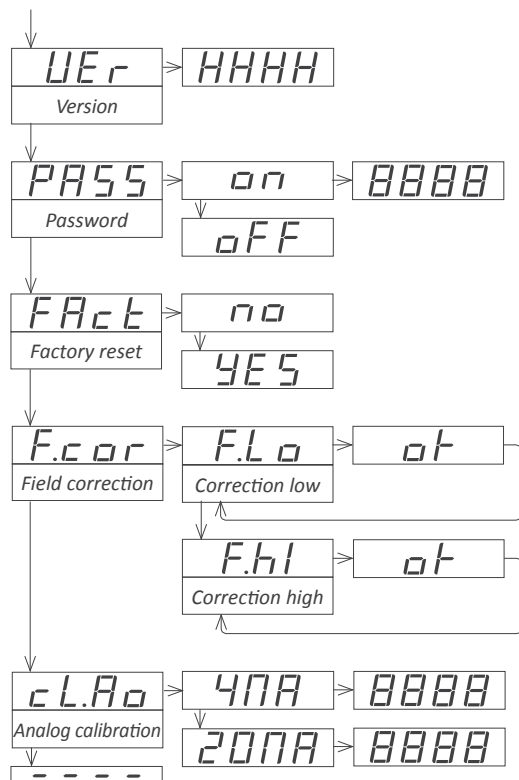 VEr HHHH
Version
PASS on 8888
Password
oFF
FAct no
Factory reset
YES
F.cor F.Lo ok
Field correction Correction low
F.hI ok
Correction high
cL.Ao 4MA 8888
Analog calibration
20MA 8888
----